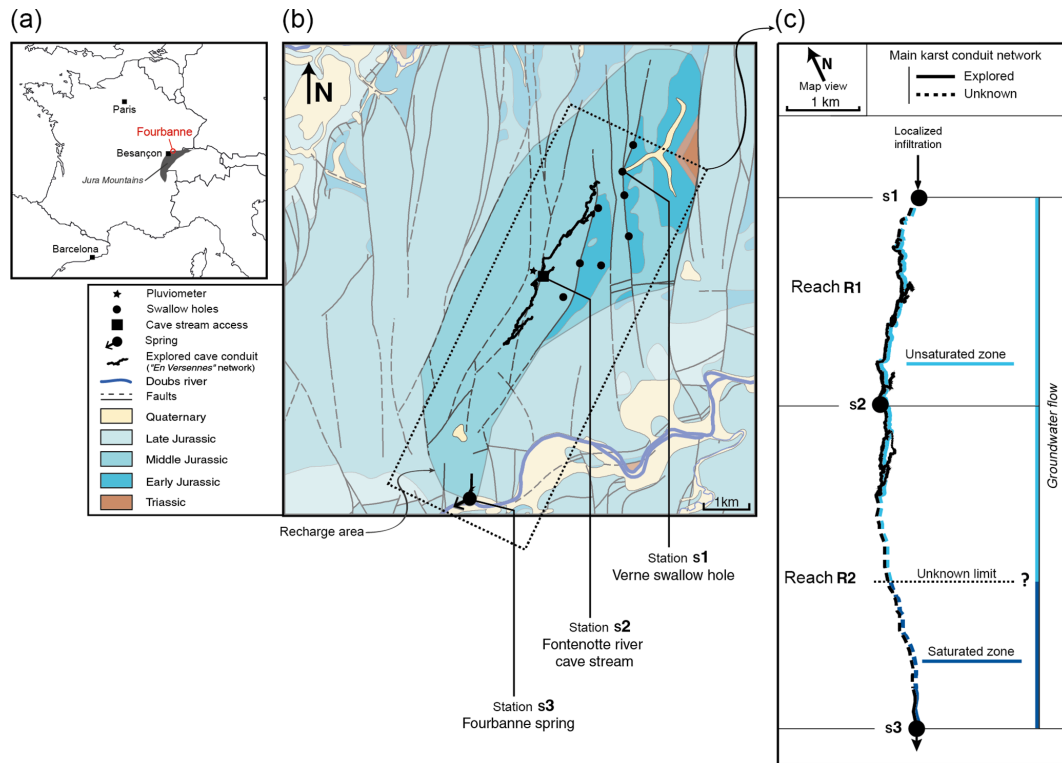 (a)
Paris
Fourbanne
Besançon
Jura Mountains
Barcelona
Pluviometer
Swallow holes
Cave stream access
Spring
Explored cave conduit
("En Versennes" network)
Doubs river
Faults
Quaternary
Late Jurassic
Middle Jurassic
Early Jurassic
Triassic
(b)
N
1km
Recharge area
Station s1
Verne swallow hole
Station s2
Fontenotte river
cave stream
Station s3
Fourbanne spring
(c)
N
Map view
1 km
Main karst conduit network
Explored
Unknown
Localized
infiltration
s1
Reach R1
Unsaturated zone
s2
Groundwater flow
Reach R2
Unknown limit
?
Saturated zone
s3